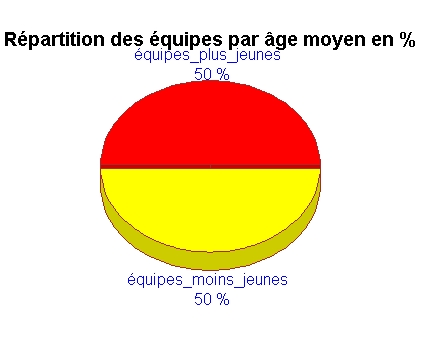 Répartition des équipes par âge moyen en %
équipes_plus_jeunes
50 %
équipes_moins_jeunes
50 %